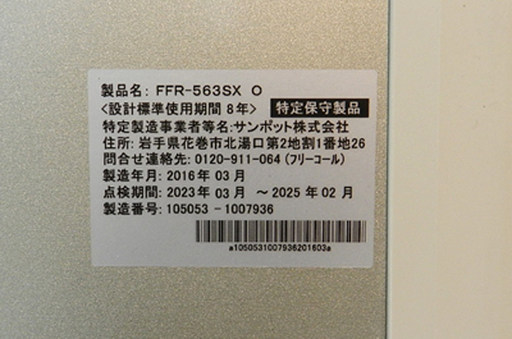 製品名: FFR-563SX O
<設計標準使用期間 8年> 特定保守製品
特定製造事業者等名:サンポット株式会社
住所: 岩手県花巻市北湯口第2地割1番地26
問合せ連絡先: 0120-911-064 (フリーコール)
製造年月: 2016 年 03 月
点検期間: 2023 年 03 月 ～ 2025 年 02 月
製造番号: 105053 - 1007936
a1050531007936201603a